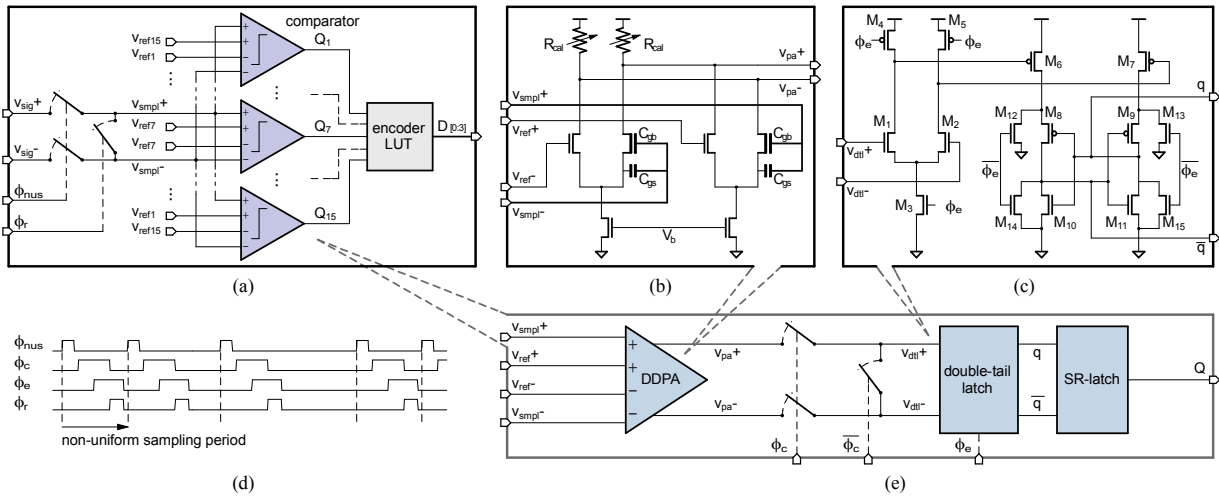 comparator
v_ref15
v_ref1
⋮
v_sig+
v_smpl+
v_ref7
v_ref7
v_sig-
v_smpl-
ϕ_nus
ϕ_r
⋮
v_ref1
v_ref15
Q_1
⋮
Q_7
⋮
Q_15
encoder
LUT
D [0:3]
(a)
R_cal
R_cal
v_pa+
v_pa-
v_smpl+
v_ref+
v_ref-
v_smpl-
C_gb
C_gs
C_gb
C_gs
V_b
(b)
M_4
M_5
ϕ_e
ϕ_e
M_6
M_7
q
M_1
M_2
M_12
M_8
M_9
M_13
v_dtl+
v_dtl-
ϕ_e
ϕ_e
M_3
ϕ_e
M_14
M_10
M_11
M_15
q
(c)
ϕ_nus
ϕ_c
ϕ_e
ϕ_r
non-uniform sampling period
(d)
v_smpl+
v_ref+
v_ref-
v_smpl-
+
+
−
−
DDPA
v_pa+
v_pa-
v_dtl+
v_dtl-
double-tail
latch
q
q
SR-latch
Q
ϕ_c
ϕ_c
ϕ_e
(e)